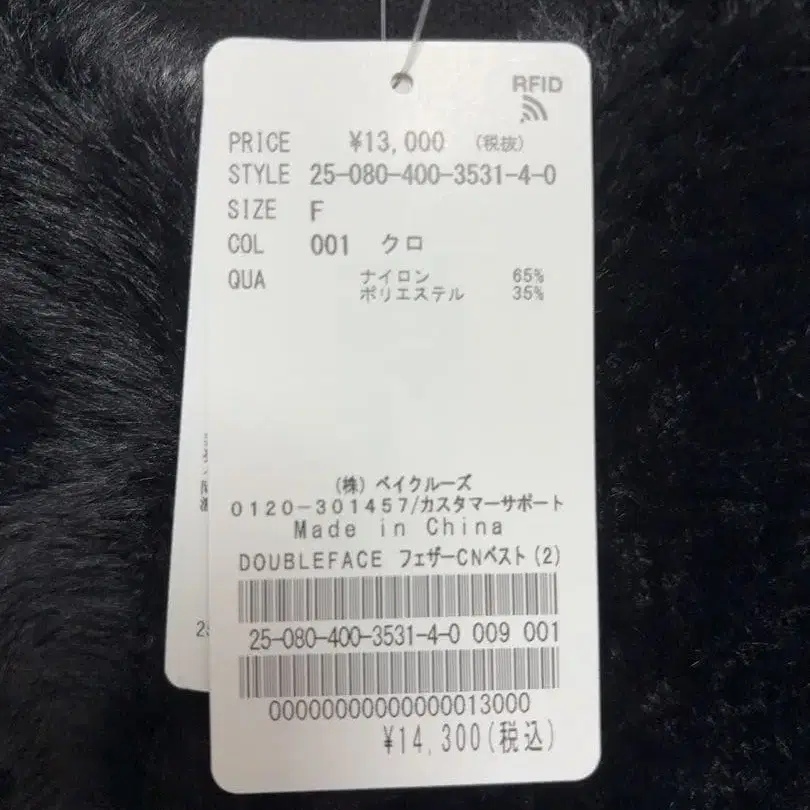 RFID
PRICE ¥13,000 (税抜)
STYLE 25-080-400-3531-4-0
SIZE F
COL 001 クロ
QUA ナイロン 65%
ポリエステル 35%
(株) ベイクルーズ
0120-301457/カスタマーサポート
Made in China
DOUBLEFACE フェザーCNベスト(2)
25-080-400-3531-4-0 009 001
00000000000000013000
¥14,300(税込)